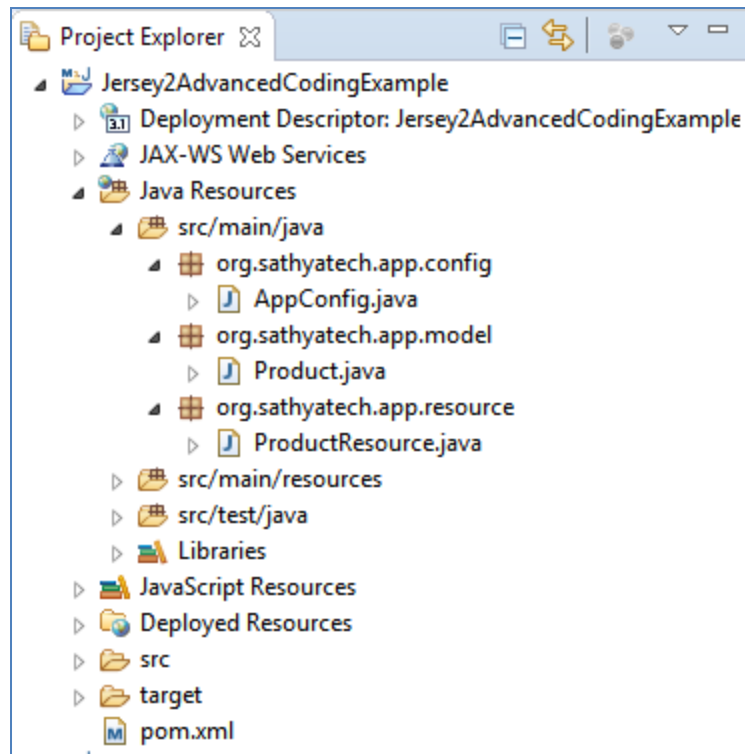 Project Explorer
Jersey2AdvancedCodingExample
Deployment Descriptor: Jersey2AdvancedCodingExample
JAX-WS Web Services
Java Resources
src/main/java
org.sathyatech.app.config
AppConfig.java
org.sathyatech.app.model
Product.java
org.sathyatech.app.resource
ProductResource.java
src/main/resources
src/test/java
Libraries
JavaScript Resources
Deployed Resources
src
target
pom.xml